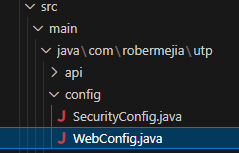 src
main
java\com\robermejia\utp
api
config
J SecurityConfig.java
J WebConfig.java